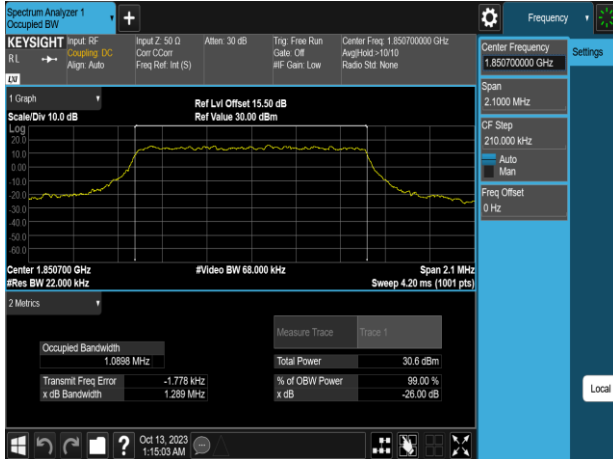 Spectrum Analyzer 1
Occupied BW
+
Frequency
KEYSIGHT
RL
LXI
Input: RF
Coupling: DC
Align: Auto
Input Z: 50 Ω
Corr CCorr
Freq Ref: Int (S)
Atten: 30 dB
Trig: Free Run
Gate: Off
#IF Gain: Low
Center Freq: 1.850700000 GHz
Avg|Hold:>10/10
Radio Std: None
Center Frequency
1.850700000 GHz
Settings
Span
2.1000 MHz
CF Step
210.000 kHz
Auto
Man
Freq Offset
0 Hz
Local
1 Graph
Scale/Div 10.0 dB
Ref Lvl Offset 15.50 dB
Ref Value 30.00 dBm
Log
20.0
10.0
0.00
-10.0
-20.0
-30.0
-40.0
-50.0
-60.0
Center 1.850700 GHz
#Video BW 68.000 kHz
Span 2.1 MHz
#Res BW 22.000 kHz
Sweep 4.20 ms (1001 pts)
2 Metrics
Measure Trace
Trace 1
Occupied Bandwidth
1.0898 MHz
Total Power
30.6 dBm
Transmit Freq Error
-1.778 kHz
% of OBW Power
99.00 %
x dB Bandwidth
1.289 MHz
x dB
-26.00 dB
?
Oct 13, 2023
1:15:03 AM